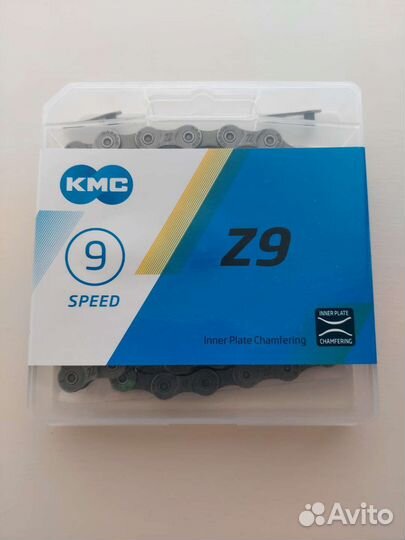 KMC
9
SPEED
Z9
Inner Plate Chamfering
INNER PLATE
CHAMFERING
Avito